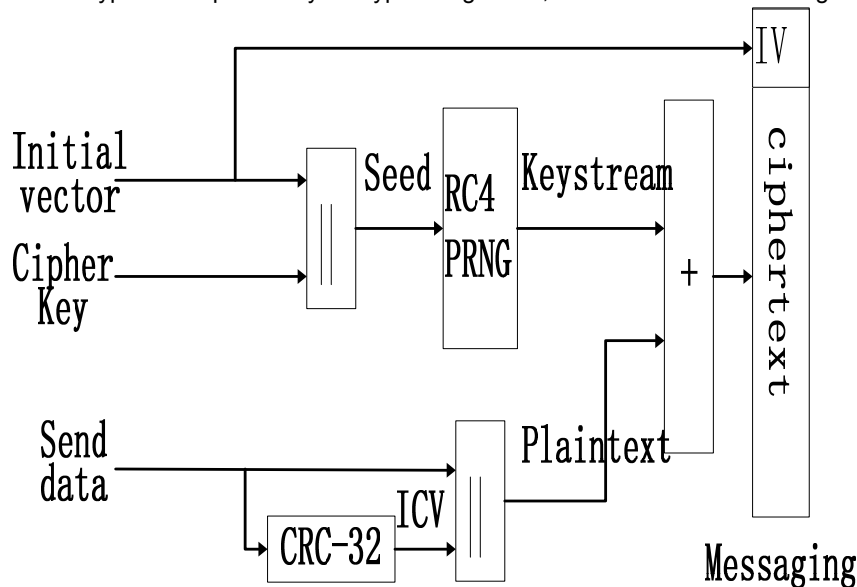 IV
Initial
vector
Seed
RC4
PRNG
Keystream
ciphertext
||
Cipher
Key
+
Send
data
Plaintext
||
ICV
CRC-32
Messaging